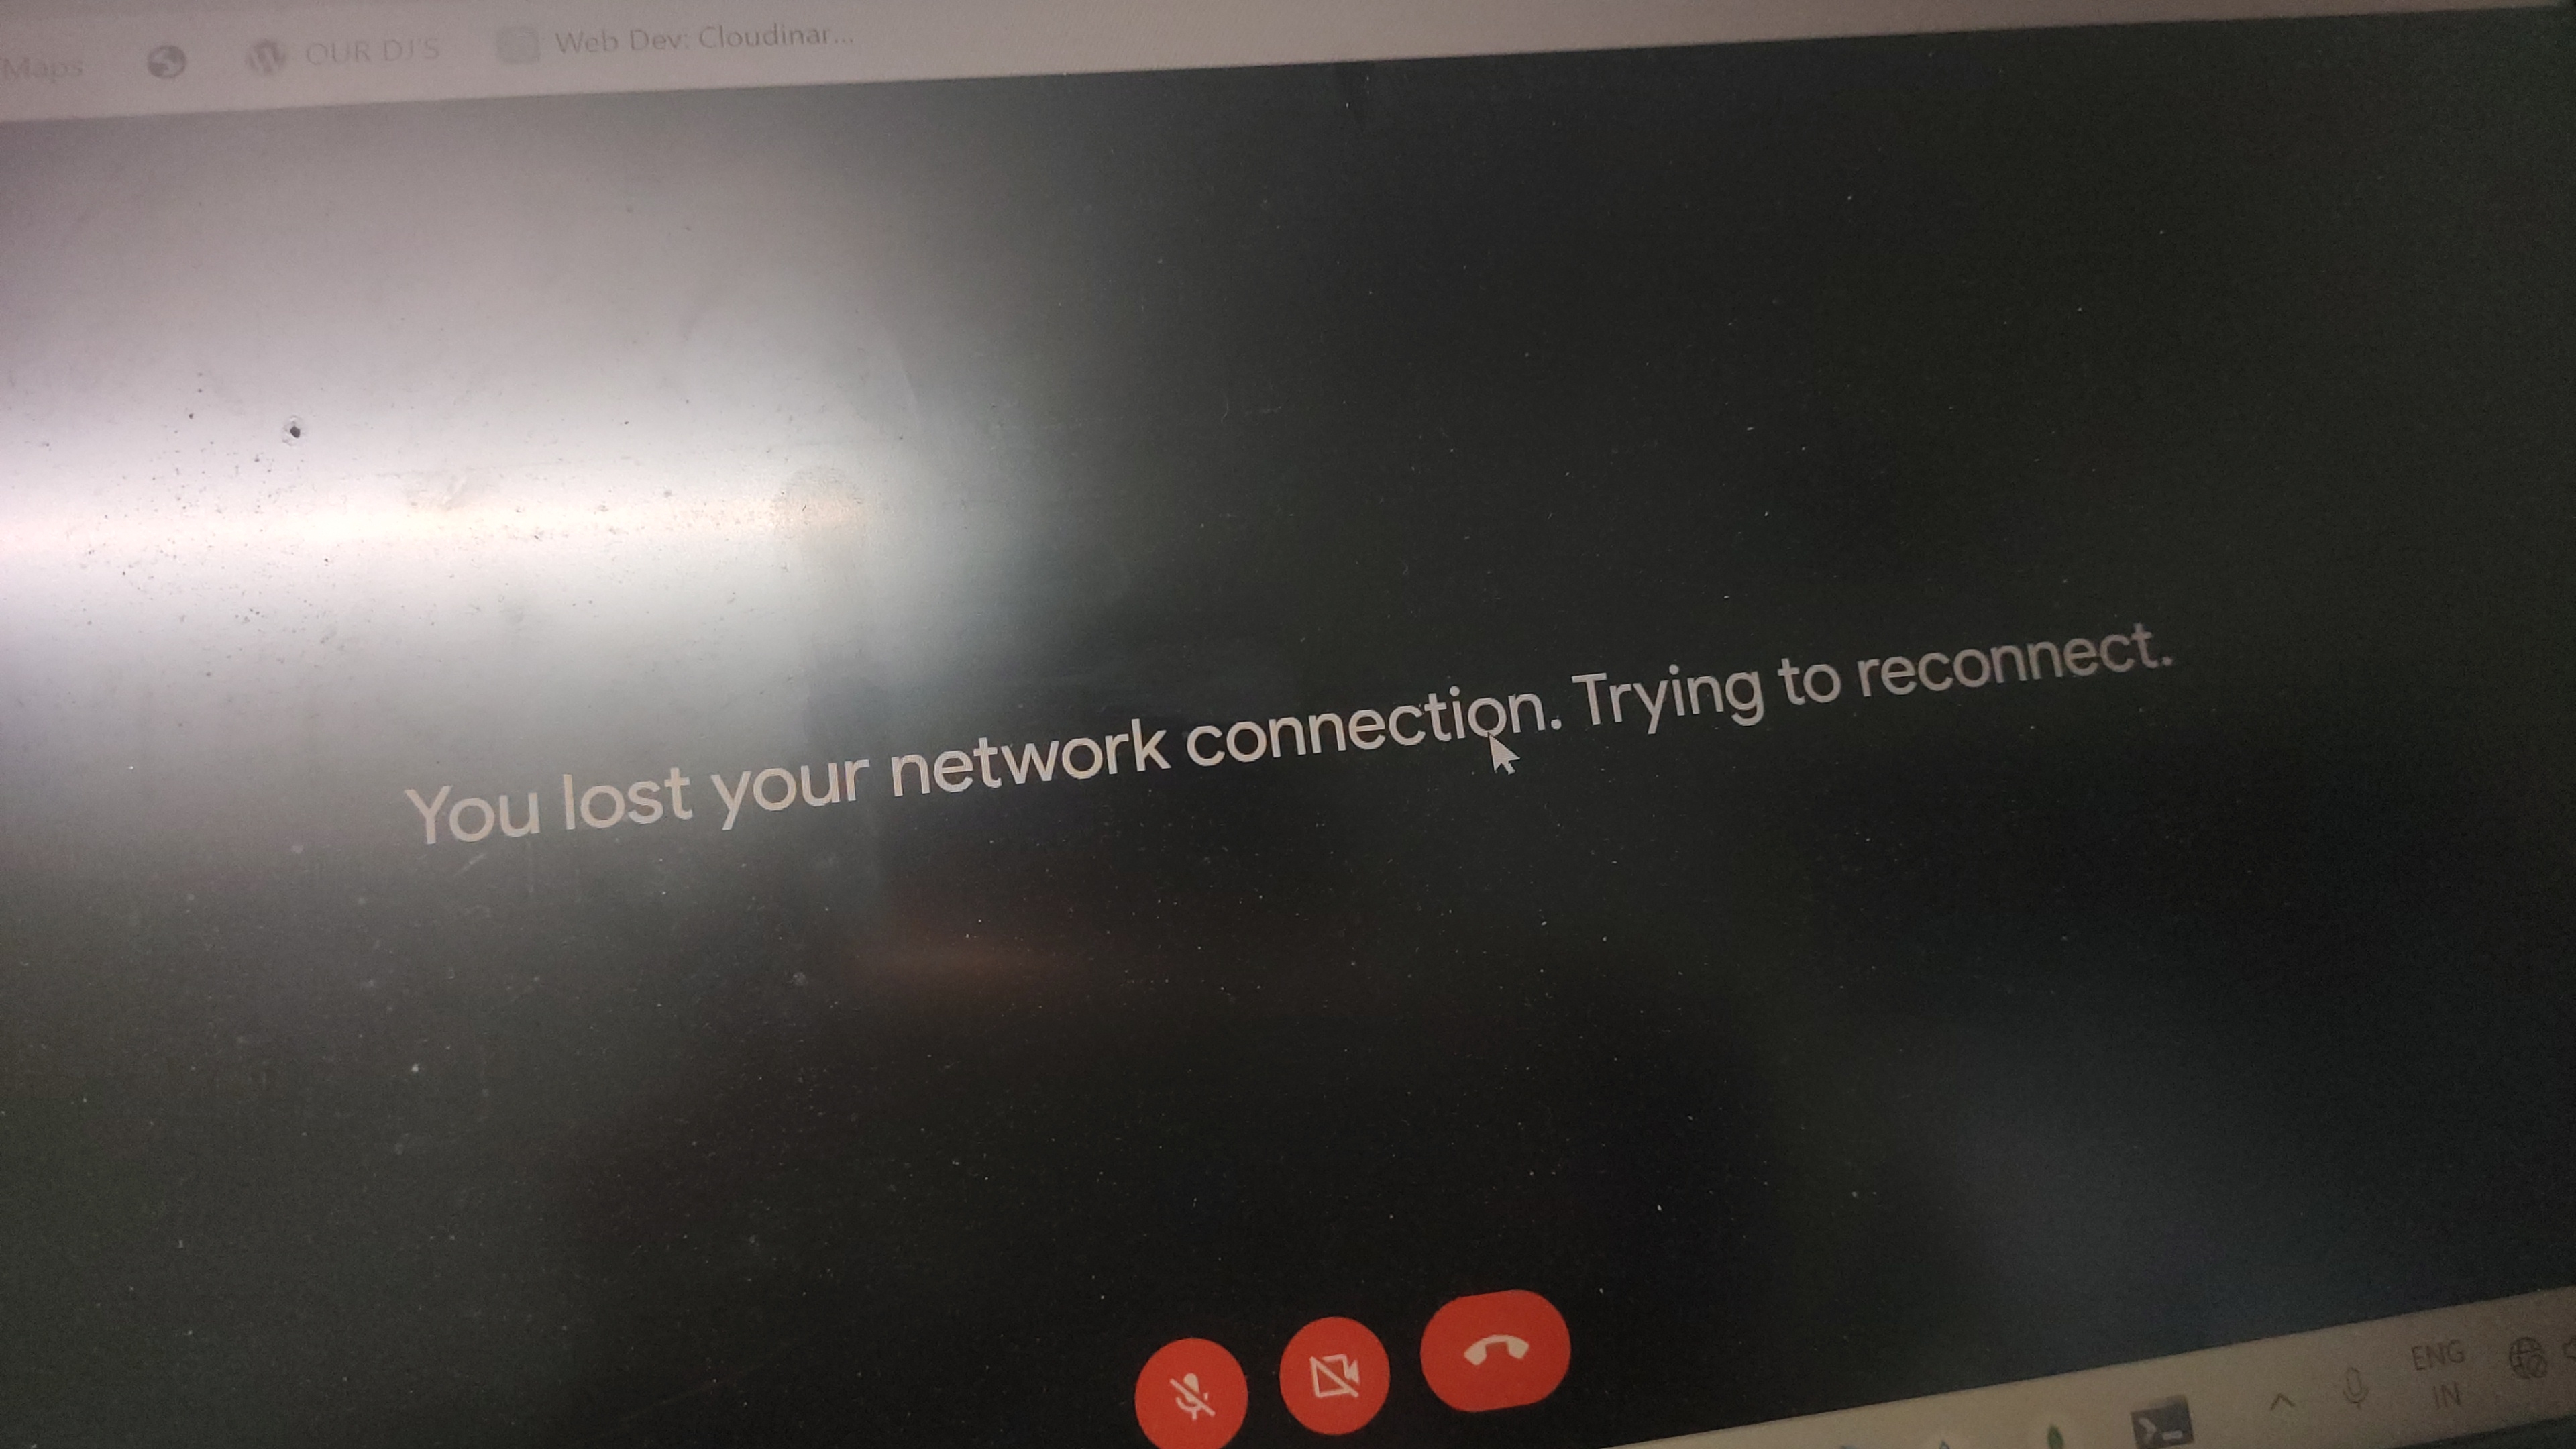 Maps
OUR DJ'S
Web Dev: Cloudinar...
You lost your network connection. Trying to reconnect.
ENG
IN